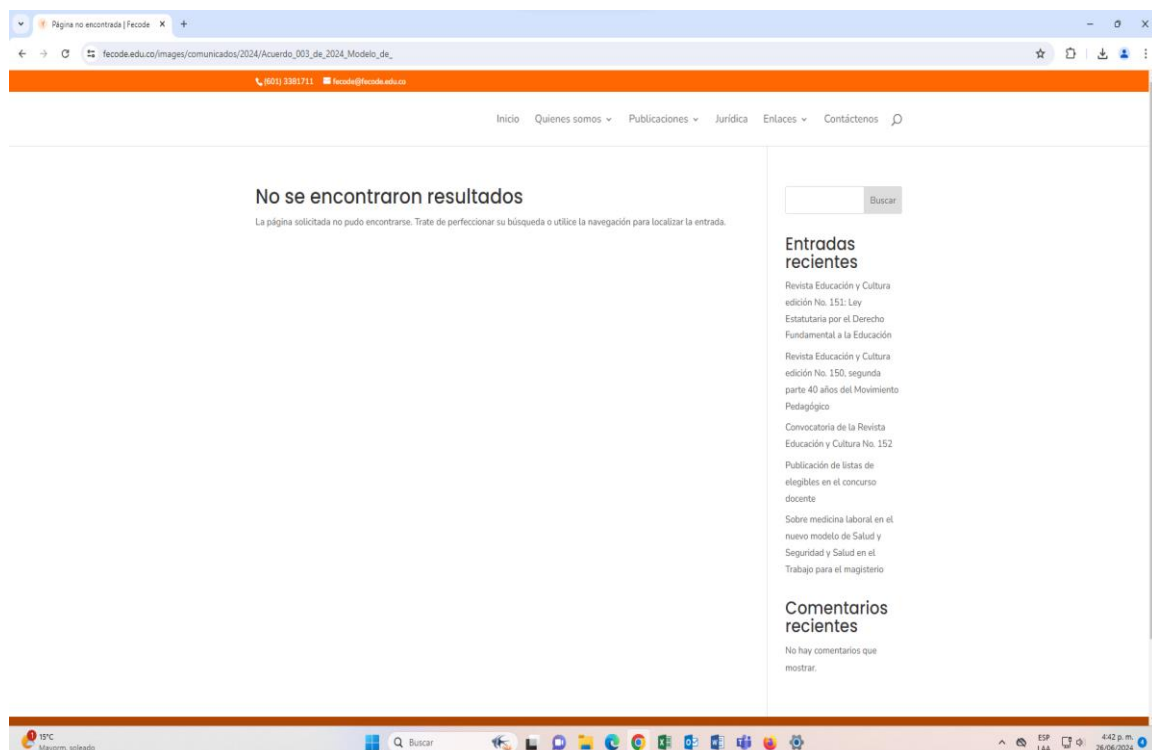 Página no encontrada | Fecode
fecode.edu.co/images/comunicados/2024/Acuerdo_003_de_2024_Modelo_de_
(601) 3381711 fecode@fecode.edu.co
Inicio Quienes somos Publicaciones Jurídica Enlaces Contáctenos
No se encontraron resultados
La página solicitada no pudo encontrarse. Trate de perfeccionar su búsqueda o utilice la navegación para localizar la entrada.
Buscar
Entradas
recientes
Revista Educación y Cultura
edición No. 151: Ley
Estatutaria por el Derecho
Fundamental a la Educación
Revista Educación y Cultura
edición No. 150, segunda
parte 40 años del Movimiento
Pedagógico
Convocatoria de la Revista
Educación y Cultura No. 152
Publicación de listas de
elegibles en el concurso
docente
Sobre medicina laboral en el
nuevo modelo de Salud y
Seguridad y Salud en el
Trabajo para el magisterio
Comentarios
recientes
No hay comentarios que
mostrar.
1 15°C
Mayorm. soleado
Buscar
ESP
LAA
4:42 p. m.
26/06/2024